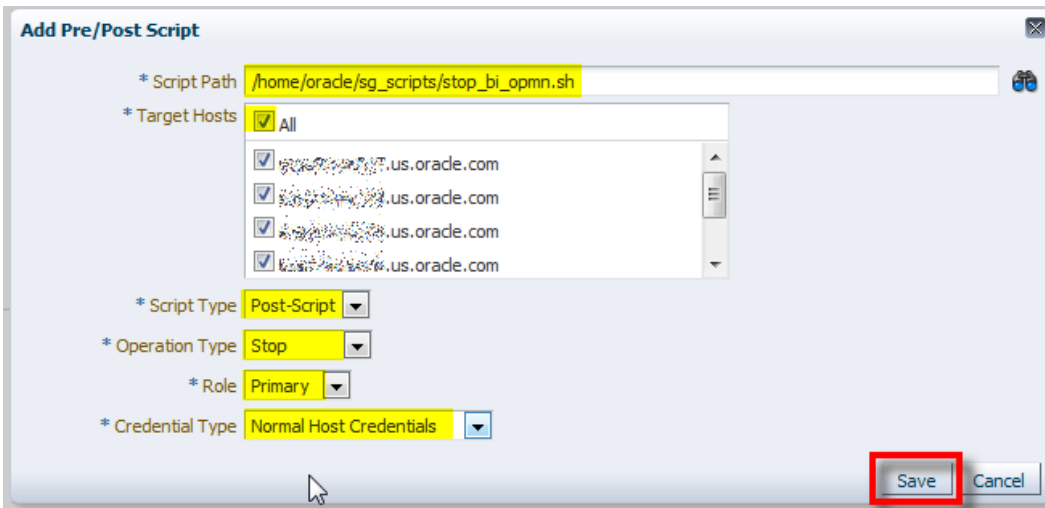 Add Pre/Post Script
* Script Path /home/oracle/sg_scripts/stop_bi_opmn.sh
* Target Hosts All
.us.oracle.com
.us.oracle.com
.us.oracle.com
.us.oracle.com
* Script Type Post-Script
* Operation Type Stop
* Role Primary
* Credential Type Normal Host Credentials
Save Cancel